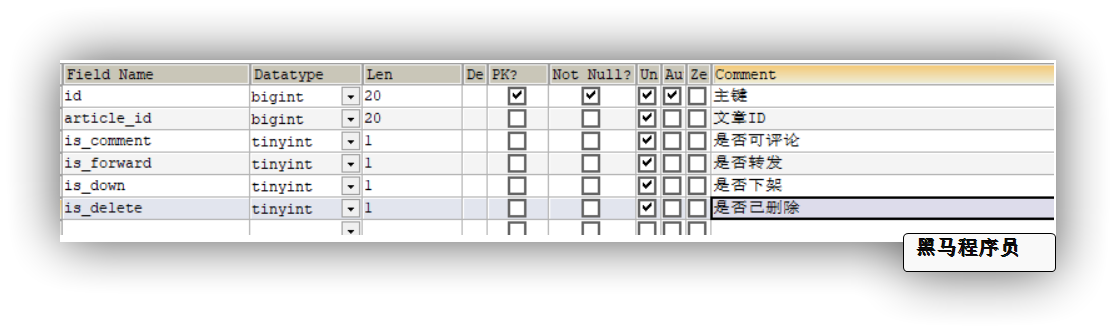 Field Name Datatype Len De PK? Not Null? Un Au Ze Comment
id bigint 20 主键
article_id bigint 20 文章ID
is_comment tinyint 1 是否可评论
is_forward tinyint 1 是否转发
is_down tinyint 1 是否下架
is_delete tinyint 1 是否已删除
黑马程序员